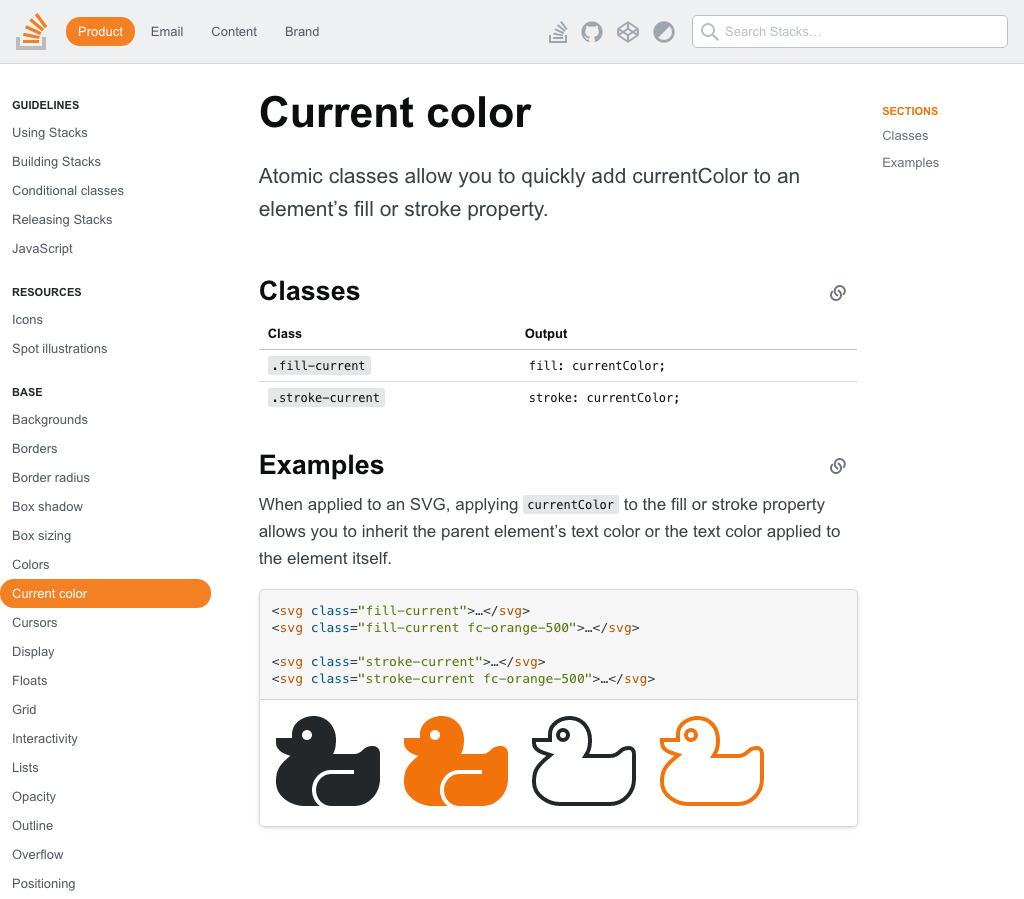 Product Email Content Brand Search Stacks…
GUIDELINES
Using Stacks
Building Stacks
Conditional classes
Releasing Stacks
JavaScript
RESOURCES
Icons
Spot illustrations
BASE
Backgrounds
Borders
Border radius
Box shadow
Box sizing
Colors
Current color
Cursors
Display
Floats
Grid
Interactivity
Lists
Opacity
Outline
Overflow
Positioning
Current color
Atomic classes allow you to quickly add currentColor to an
element’s fill or stroke property.
Classes
Class Output
.fill-current fill: currentColor;
.stroke-current stroke: currentColor;
Examples
When applied to an SVG, applying currentColor to the fill or stroke property
allows you to inherit the parent element’s text color or the text color applied to
the element itself.
<svg class="fill-current">…</svg>
<svg class="fill-current fc-orange-500">…</svg>
<svg class="stroke-current">…</svg>
<svg class="stroke-current fc-orange-500">…</svg>
SECTIONS
Classes
Examples